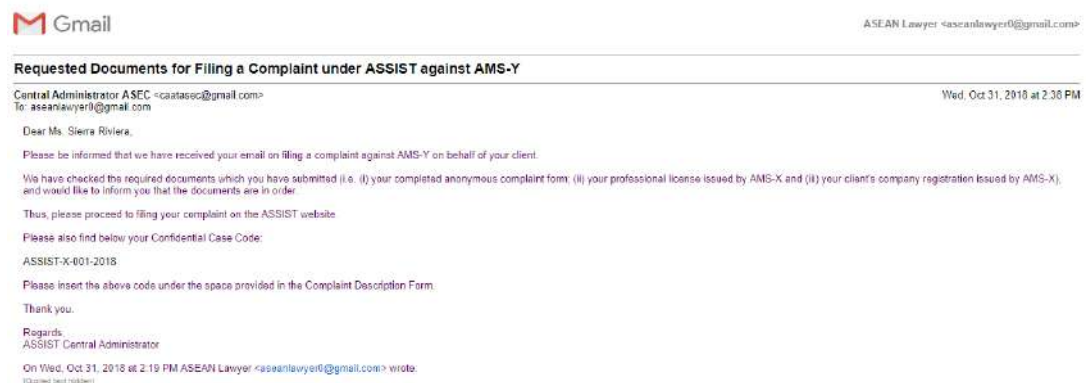 Gmail
ASEAN Lawyer <aseanlawyer0@gmail.com>
Requested Documents for Filing a Complaint under ASSIST against AMS-Y
Central Administrator ASEC <caatasec@gmail.com>
Wed, Oct 31, 2018 at 2:38 PM
To: aseanlawyer0@gmail.com
Dear Ms. Sierra Riviera,
Please be informed that we have received your email on filing a complaint against AMS-Y on behalf of your client.
We have checked the required documents which you have submitted (i.e. (i) your completed anonymous complaint form; (ii) your professional license issued by AMS-X and (iii) your client's company registration issued by AMS-X),
and would like to inform you that the documents are in order.
Thus, please proceed to filing your complaint on the ASSIST website.
Please also find below your Confidential Case Code:
ASSIST-X-001-2018
Please insert the above code under the space provided in the Complaint Description Form.
Thank you.
Regards,
ASSIST Central Administrator
On Wed, Oct 31, 2018 at 2:19 PM ASEAN Lawyer <aseanlawyer0@gmail.com> wrote:
[Quoted text hidden]